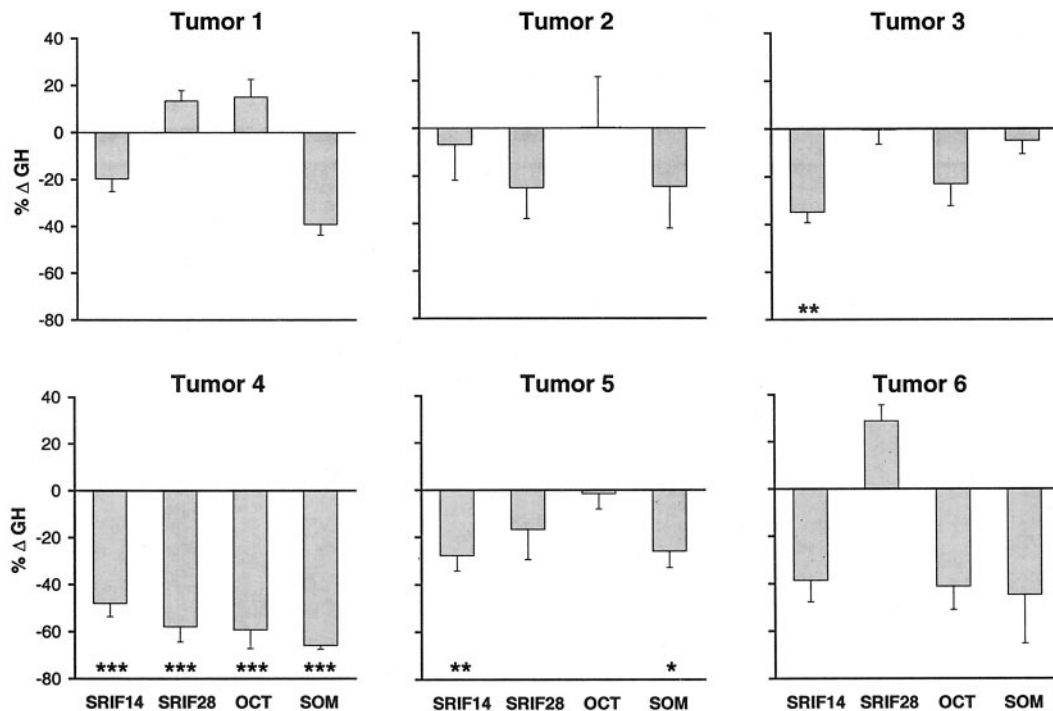 Tumor 1 Tumor 2 Tumor 3
40
20
0
-20
-40
-60
-80
% Δ GH
**
Tumor 4 Tumor 5 Tumor 6
40
20
0
-20
-40
-60
-80
% Δ GH
*** *** *** *** ** *
SRIF14 SRIF28 OCT SOM SRIF14 SRIF28 OCT SOM SRIF14 SRIF28 OCT SOM